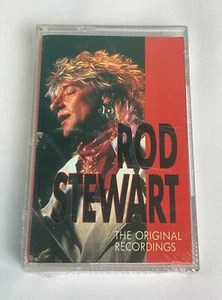 ROD
STEWART
THE ORIGINAL
RECORDINGS